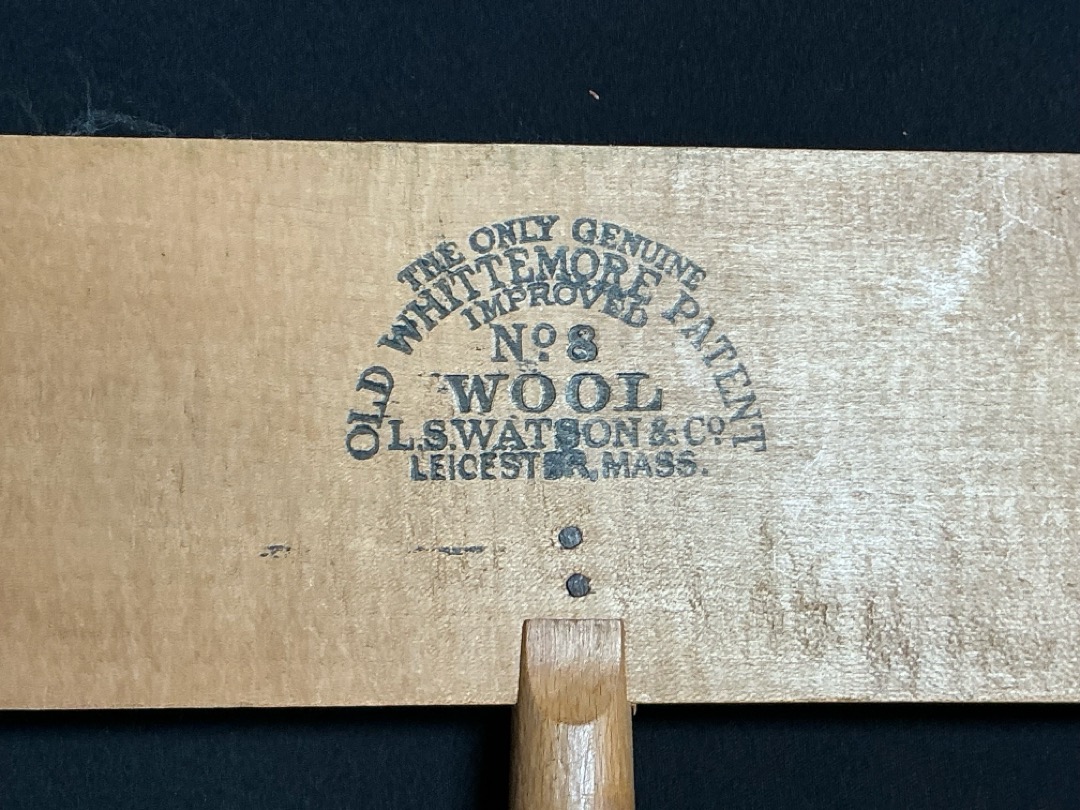 THE ONLY GENUINE
OLD WHITTEMORE PATENT
IMPROVED
No 8
WOOL
L.S. WATSON & Co
LEICESTER, MASS.